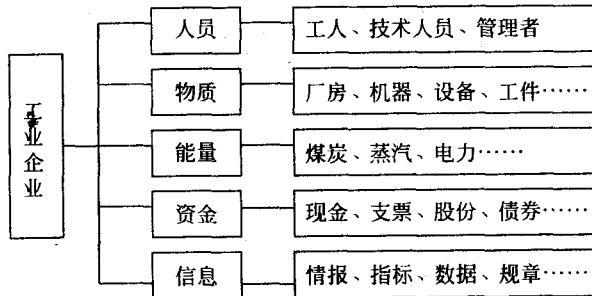 工业企业
人员 工人、技术人员、管理者
物质 厂房、机器、设备、工件……
能量 煤炭、蒸汽、电力……
资金 现金、支票、股份、债券……
信息 情报、指标、数据、规章……